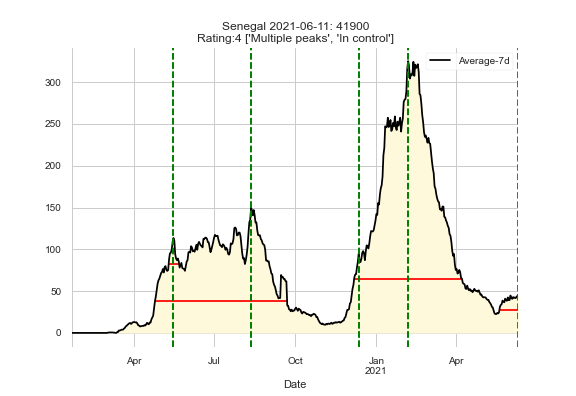 Senegal 2021-06-11: 41900
Rating:4 ['Multiple peaks', 'In control']
Average-7d
300
250
200
150
100
50
0
Apr
Jul
Oct
Jan
2021
Apr
Date